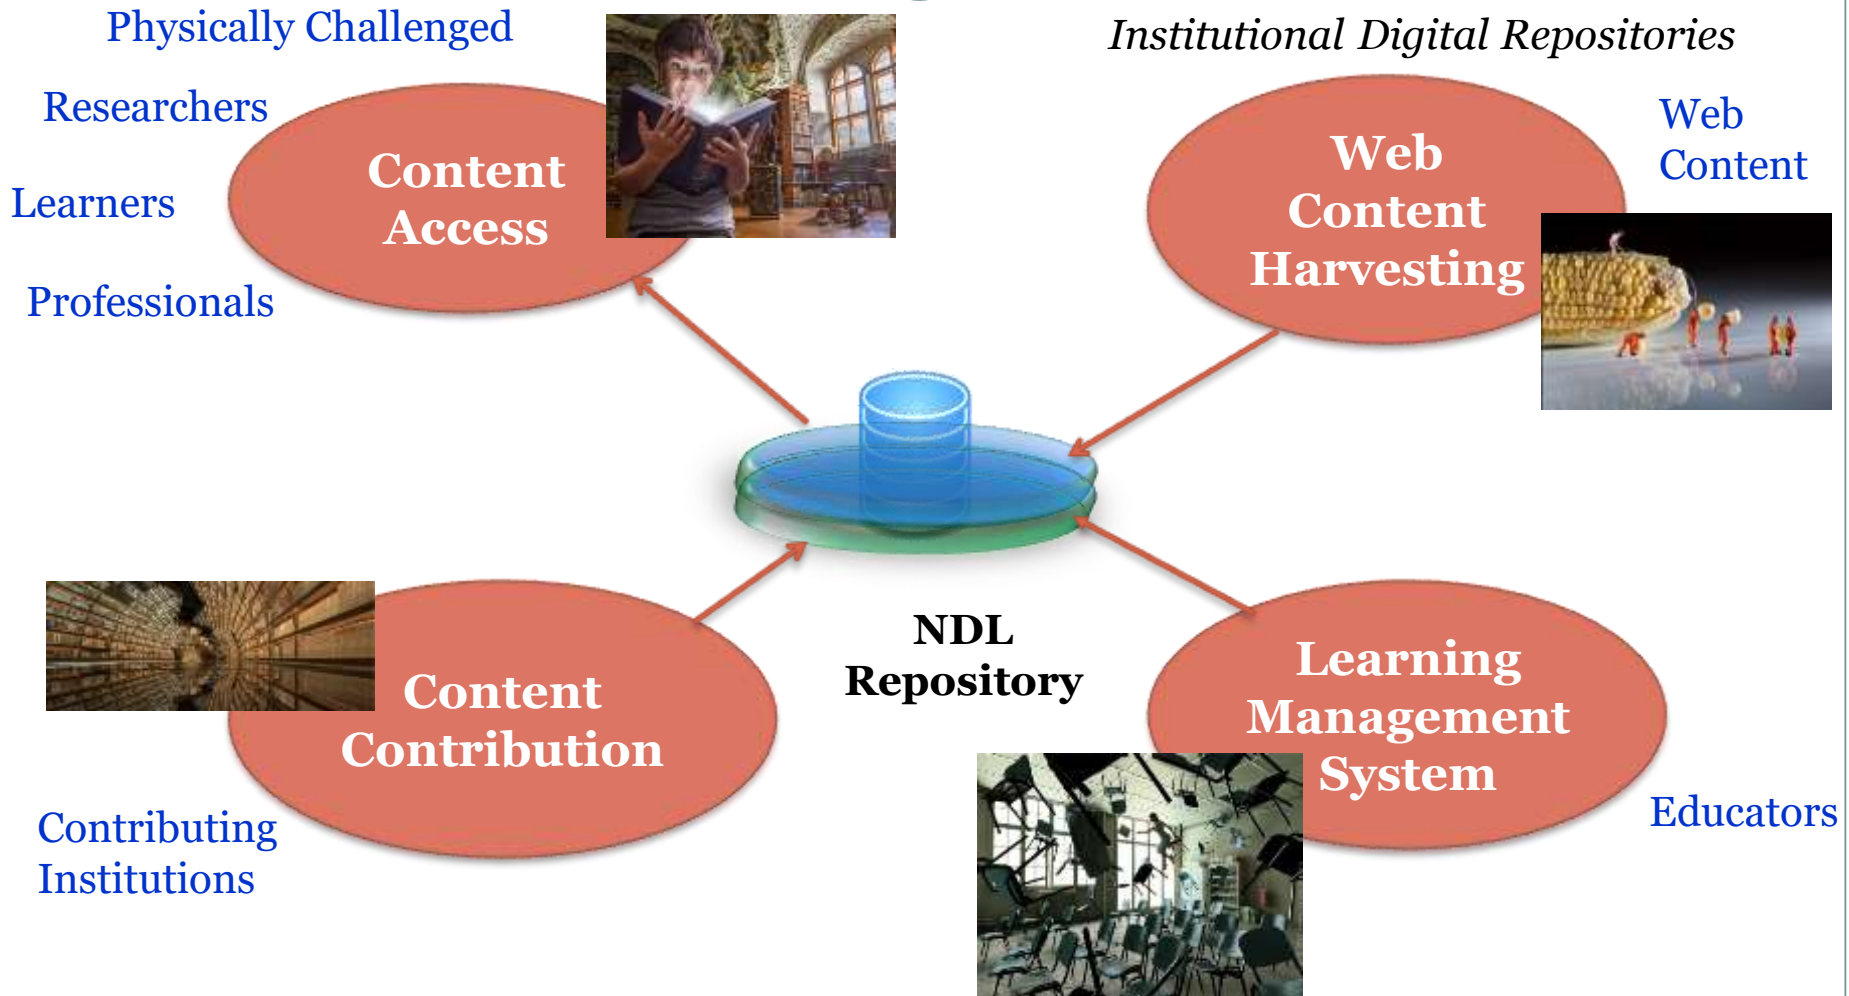 Physically Challenged
Institutional Digital Repositories
Researchers
Learners
Professionals
Content
Access
Web
Content
Harvesting
Web
Content
NDL
Repository
Content
Contribution
Contributing
Institutions
Learning
Management
System
Educators